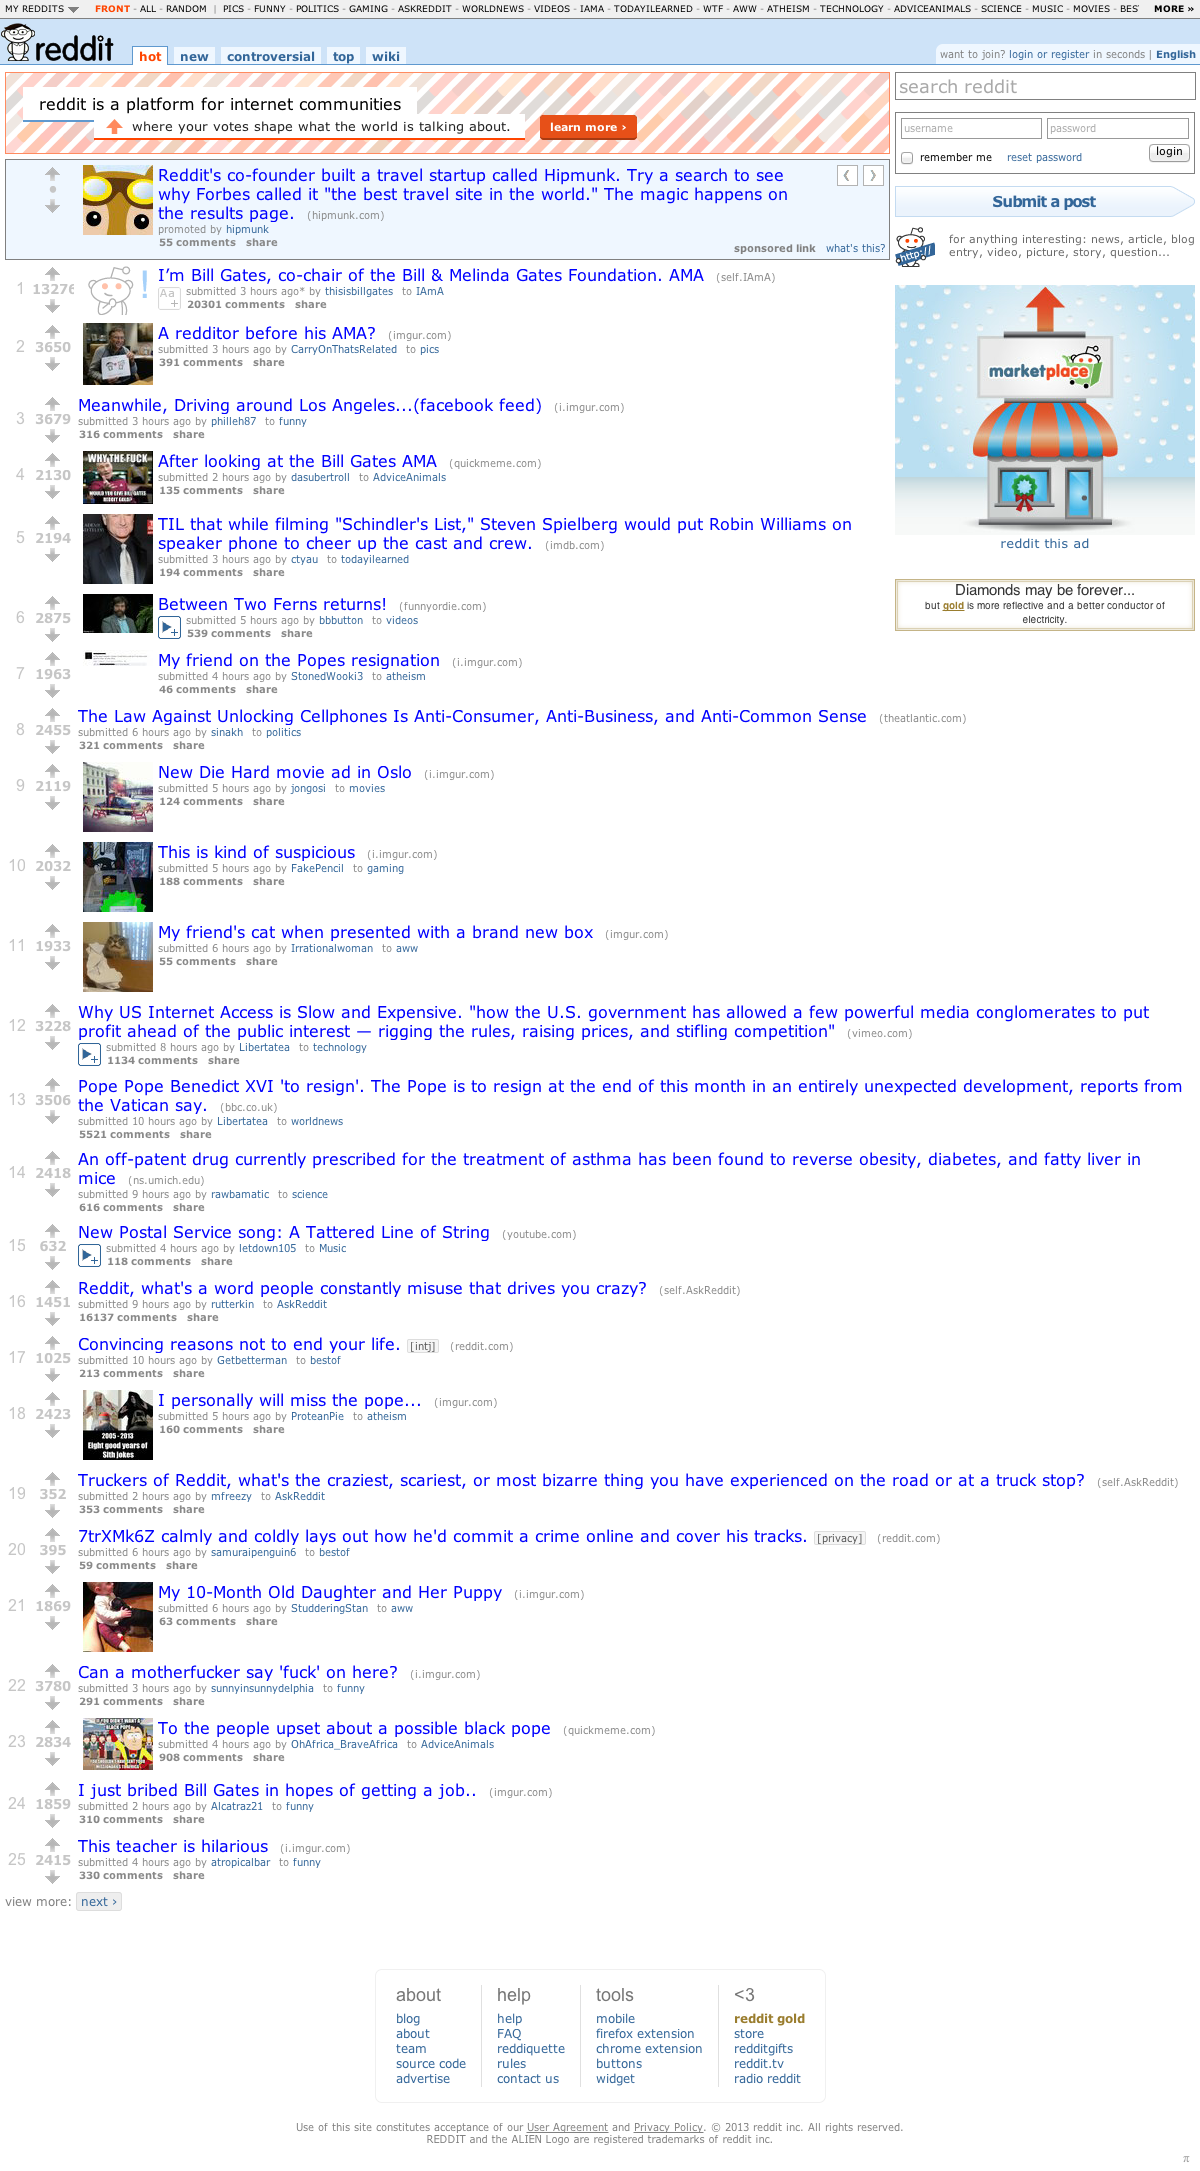 MY REDDITS FRONT - ALL - RANDOM | PICS - FUNNY - POLITICS - GAMING - ASKREDDIT - WORLDNEWS - VIDEOS - IAMA - TODAYILEARNED - WTF - AWW - ATHEISM - TECHNOLOGY - ADVICEANIMALS - SCIENCE - MUSIC - MOVIES - BES MORE »
reddit hot new controversial top wiki
want to join? login or register in seconds | English
reddit is a platform for internet communities
where your votes shape what the world is talking about. learn more ›
search reddit
username password
remember me reset password login
Submit a post
for anything interesting: news, article, blog
entry, video, picture, story, question...
marketplace
reddit this ad
Diamonds may be forever...
but gold is more reflective and a better conductor of
electricity.
Reddit's co-founder built a travel startup called Hipmunk. Try a search to see
why Forbes called it "the best travel site in the world." The magic happens on
the results page. (hipmunk.com)
promoted by hipmunk
55 comments share
sponsored link what's this?
1 13276 I'm Bill Gates, co-chair of the Bill & Melinda Gates Foundation. AMA (self.IAmA)
Aa submitted 3 hours ago* by thisisbillgates to IAmA
20301 comments share
2 3650 A redditor before his AMA? (imgur.com)
submitted 3 hours ago by CarryOnThatsRelated to pics
391 comments share
3 3679 Meanwhile, Driving around Los Angeles...(facebook feed) (i.imgur.com)
submitted 3 hours ago by philleh87 to funny
316 comments share
4 2130 After looking at the Bill Gates AMA (quickmeme.com)
submitted 2 hours ago by dasubertroll to AdviceAnimals
135 comments share
WHY THE FUCK
WOULD YOU GIVE BILL GATES
REDDIT GOLD?
5 2194 TIL that while filming "Schindler's List," Steven Spielberg would put Robin Williams on
speaker phone to cheer up the cast and crew. (imdb.com)
submitted 3 hours ago by ctyau to todayilearned
194 comments share
6 2875 Between Two Ferns returns! (funnyordie.com)
submitted 5 hours ago by bbbutton to videos
539 comments share
7 1963 My friend on the Popes resignation (i.imgur.com)
submitted 4 hours ago by StonedWooki3 to atheism
46 comments share
8 2455 The Law Against Unlocking Cellphones Is Anti-Consumer, Anti-Business, and Anti-Common Sense (theatlantic.com)
submitted 6 hours ago by sinakh to politics
321 comments share
9 2119 New Die Hard movie ad in Oslo (i.imgur.com)
submitted 5 hours ago by jongosi to movies
124 comments share
10 2032 This is kind of suspicious (i.imgur.com)
submitted 5 hours ago by FakePencil to gaming
188 comments share
11 1933 My friend's cat when presented with a brand new box (imgur.com)
submitted 6 hours ago by Irrationalwoman to aww
55 comments share
12 3228 Why US Internet Access is Slow and Expensive. "how the U.S. government has allowed a few powerful media conglomerates to put
profit ahead of the public interest — rigging the rules, raising prices, and stifling competition" (vimeo.com)
submitted 8 hours ago by Libertatea to technology
1134 comments share
13 3506 Pope Pope Benedict XVI 'to resign'. The Pope is to resign at the end of this month in an entirely unexpected development, reports from
the Vatican say. (bbc.co.uk)
submitted 10 hours ago by Libertatea to worldnews
5521 comments share
14 2418 An off-patent drug currently prescribed for the treatment of asthma has been found to reverse obesity, diabetes, and fatty liver in
mice (ns.umich.edu)
submitted 9 hours ago by rawbamatic to science
616 comments share
15 632 New Postal Service song: A Tattered Line of String (youtube.com)
submitted 4 hours ago by letdown105 to Music
118 comments share
16 1451 Reddit, what's a word people constantly misuse that drives you crazy? (self.AskReddit)
submitted 9 hours ago by rutterkin to AskReddit
16137 comments share
17 1025 Convincing reasons not to end your life. [intj] (reddit.com)
submitted 10 hours ago by Getbetterman to bestof
213 comments share
18 2423 I personally will miss the pope... (imgur.com)
submitted 5 hours ago by ProteanPie to atheism
160 comments share
2005 - 2013
Eight good years of
Sith jokes
19 352 Truckers of Reddit, what's the craziest, scariest, or most bizarre thing you have experienced on the road or at a truck stop? (self.AskReddit)
submitted 2 hours ago by mfreezy to AskReddit
353 comments share
20 395 7trXMk6Z calmly and coldly lays out how he'd commit a crime online and cover his tracks. [privacy] (reddit.com)
submitted 6 hours ago by samuraipenguin6 to bestof
59 comments share
21 1869 My 10-Month Old Daughter and Her Puppy (i.imgur.com)
submitted 6 hours ago by StudderingStan to aww
63 comments share
22 3780 Can a motherfucker say 'fuck' on here? (i.imgur.com)
submitted 3 hours ago by sunnyinsunnydelphia to funny
291 comments share
23 2834 To the people upset about a possible black pope (quickmeme.com)
submitted 4 hours ago by OhAfrica_BraveAfrica to AdviceAnimals
908 comments share
IF YOU DIDN'T WANT A
BLACK POPE
24 1859 I just bribed Bill Gates in hopes of getting a job.. (imgur.com)
submitted 2 hours ago by Alcatraz21 to funny
310 comments share
25 2415 This teacher is hilarious (i.imgur.com)
submitted 4 hours ago by atropicalbar to funny
330 comments share
view more: next ›
about help tools <3
blog help mobile reddit gold
about FAQ firefox extension store
team reddiquette chrome extension redditgifts
source code rules buttons reddit.tv
advertise contact us widget radio reddit
Use of this site constitutes acceptance of our User Agreement and Privacy Policy. © 2013 reddit inc. All rights reserved.
REDDIT and the ALIEN Logo are registered trademarks of reddit inc.
π